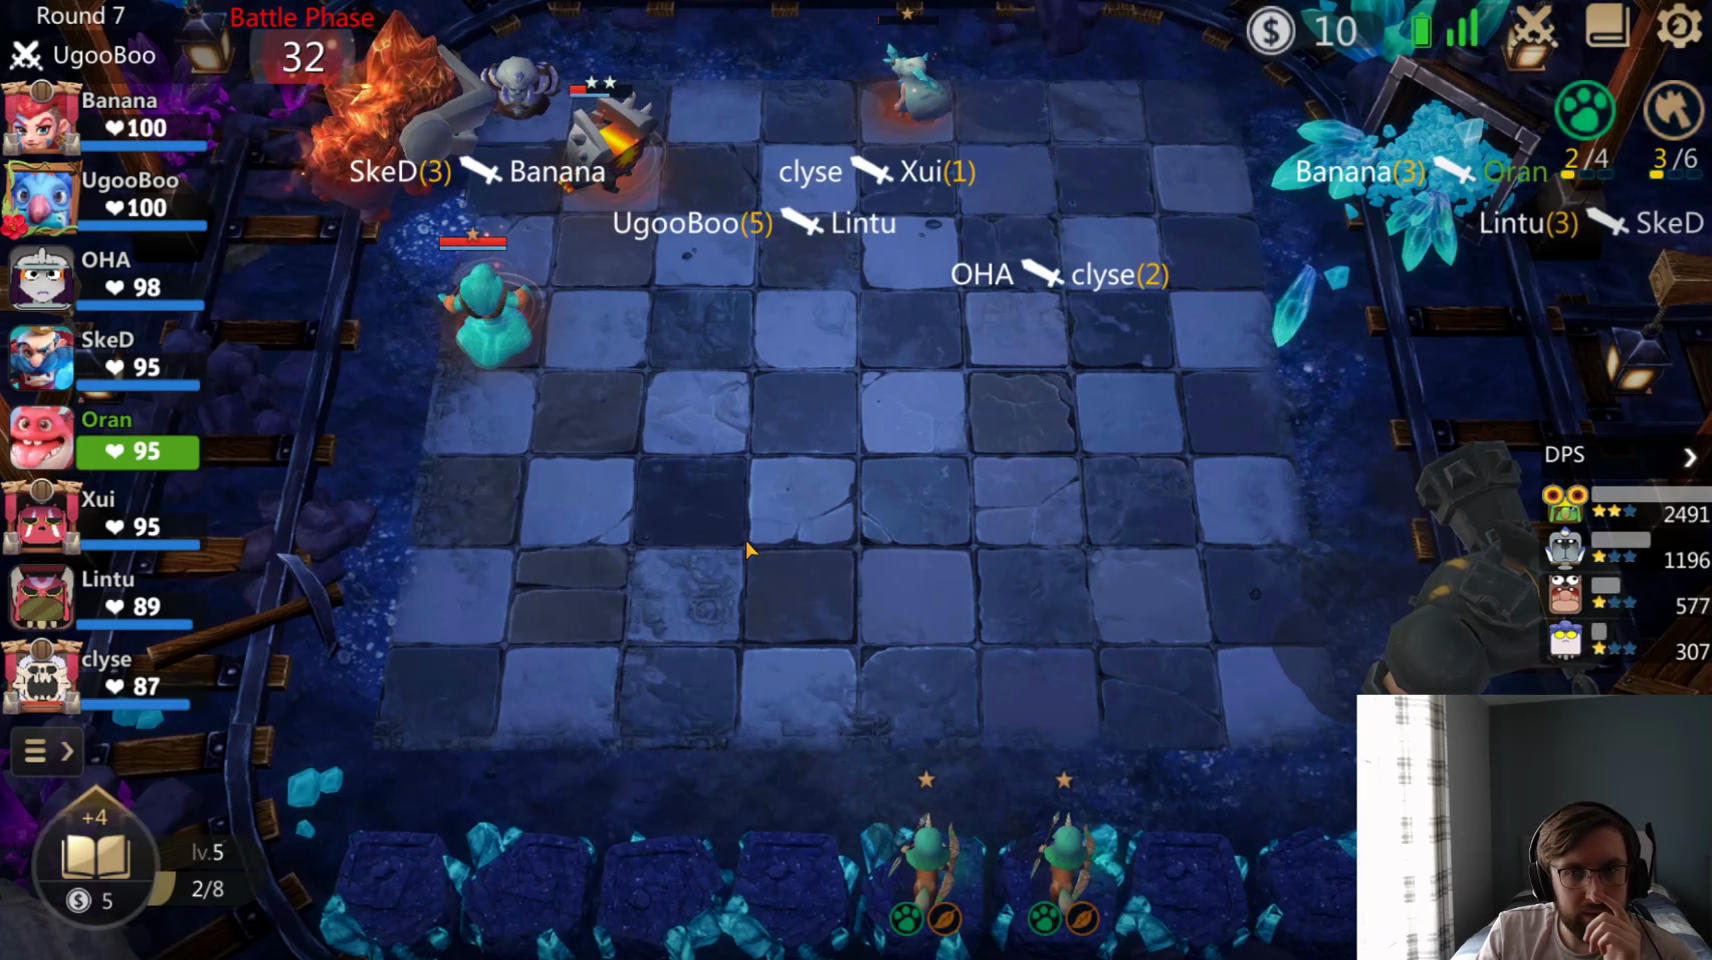 Round 7
Battle Phase
32
UgooBoo
10
Banana
100
UgooBoo
100
OHA
98
SkeD
95
Oran
95
Xui
95
Lintu
89
clyse
87
SkeD(3) Banana
clyse Xui(1)
Banana(3) Oran
UgooBoo(5) Lintu
Lintu(3) SkeD
OHA clyse(2)
2/4
3/6
DPS
2491
1196
577
307
+4
$ 5
lv.5
2/8